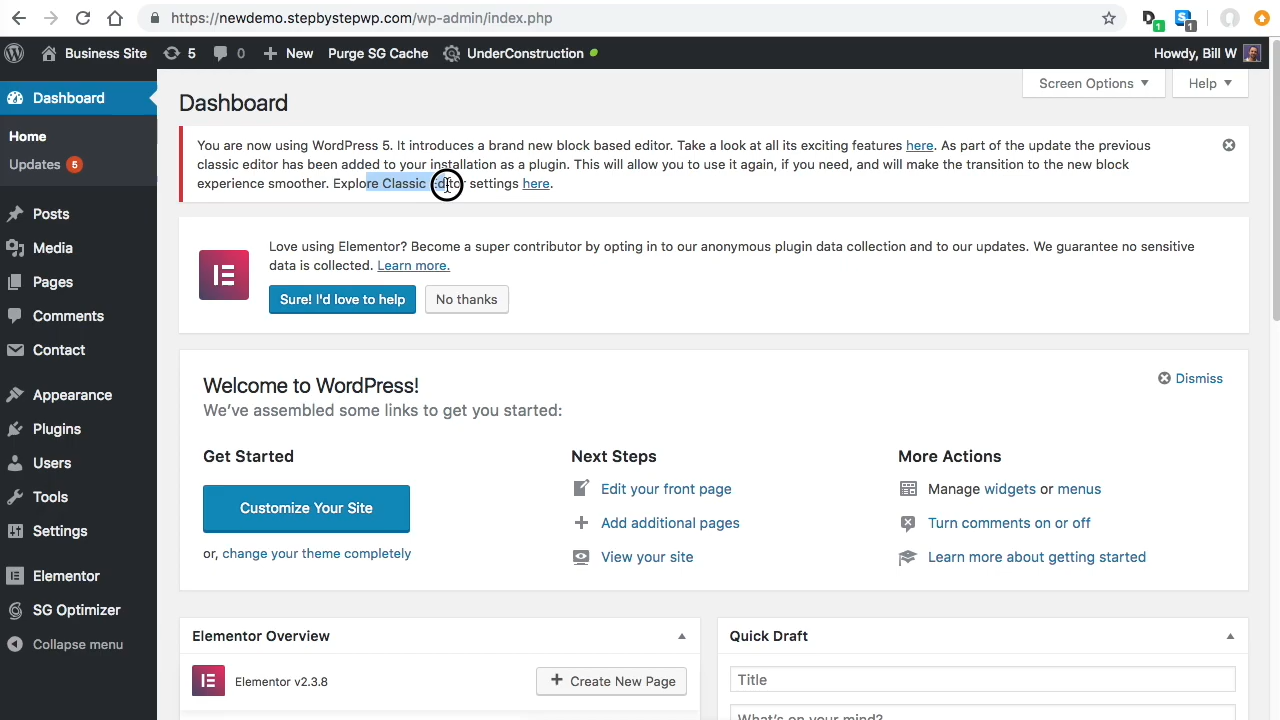 https://newdemo.stepbystepwp.com/wp-admin/index.php
1
1
Business Site
5
0
New
Purge SG Cache
UnderConstruction
Howdy, Bill W
Dashboard
Home
Updates 5
Posts
Media
Pages
Comments
Contact
Appearance
Plugins
Users
Tools
Settings
Elementor
SG Optimizer
Collapse menu
Screen Options
Help
Dashboard
You are now using WordPress 5. It introduces a brand new block based editor. Take a look at all its exciting features here. As part of the update the previous
classic editor has been added to your installation as a plugin. This will allow you to use it again, if you need, and will make the transition to the new block
experience smoother. Explore Classic Editor settings here.
Love using Elementor? Become a super contributor by opting in to our anonymous plugin data collection and to our updates. We guarantee no sensitive
data is collected. Learn more.
Sure! I'd love to help
No thanks
Welcome to WordPress!
Dismiss
We've assembled some links to get you started:
Get Started
Customize Your Site
or, change your theme completely
Next Steps
Edit your front page
Add additional pages
View your site
More Actions
Manage widgets or menus
Turn comments on or off
Learn more about getting started
Elementor Overview
Elementor v2.3.8
Create New Page
Quick Draft
Title
What's on your mind?